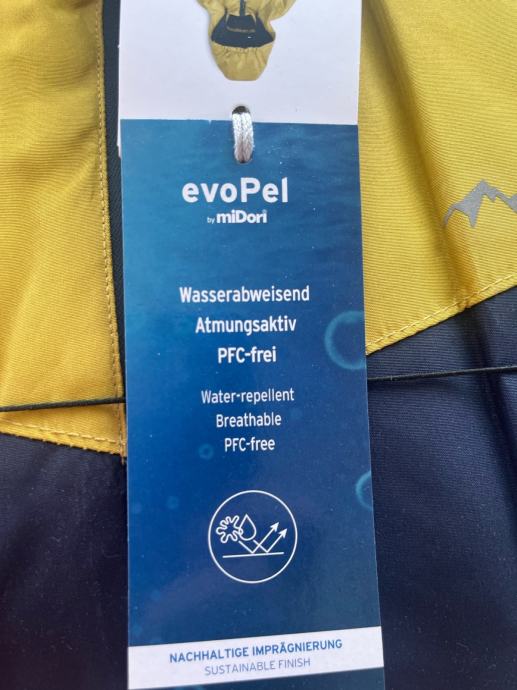 evoPel
by miDori
Wasserabweisend
Atmungsaktiv
PFC-frei
Water-repellent
Breathable
PFC-free
NACHHALTIGE IMPRÄGNIERUNG
SUSTAINABLE FINISH